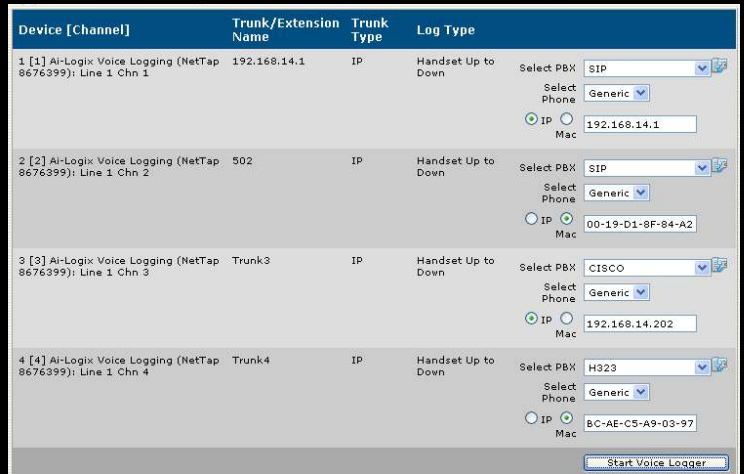 Device [Channel] Trunk/Extension Name Trunk Type Log Type
1 [1] Ai-Logix Voice Logging (NetTap 8676399): Line 1 Chn 1 192.168.14.1 IP Handset Up to Down
Select PBX SIP
Select Phone Generic
IP Mac 192.168.14.1
2 [2] Ai-Logix Voice Logging (NetTap 8676399): Line 1 Chn 2 502 IP Handset Up to Down
Select PBX SIP
Select Phone Generic
IP Mac 00-19-D1-8F-84-A2
3 [3] Ai-Logix Voice Logging (NetTap 8676399): Line 1 Chn 3 Trunk3 IP Handset Up to Down
Select PBX CISCO
Select Phone Generic
IP Mac 192.168.14.202
4 [4] Ai-Logix Voice Logging (NetTap 8676399): Line 1 Chn 4 Trunk4 IP Handset Up to Down
Select PBX H323
Select Phone Generic
IP Mac BC-AE-C5-A9-03-97
Start Voice Logger